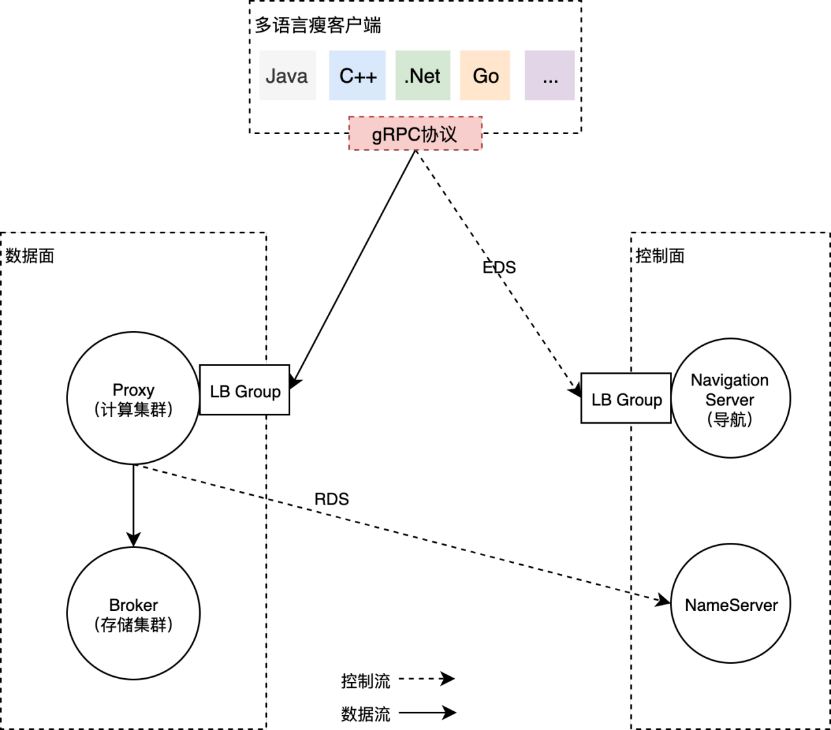 多语言瘦客户端
Java
C++
.Net
Go
...
gRPC协议
数据面
控制面
EDS
Proxy
（计算集群）
LB Group
LB Group
Navigation
Server
（导航）
RDS
Broker
（存储集群）
NameServer
控制流
数据流